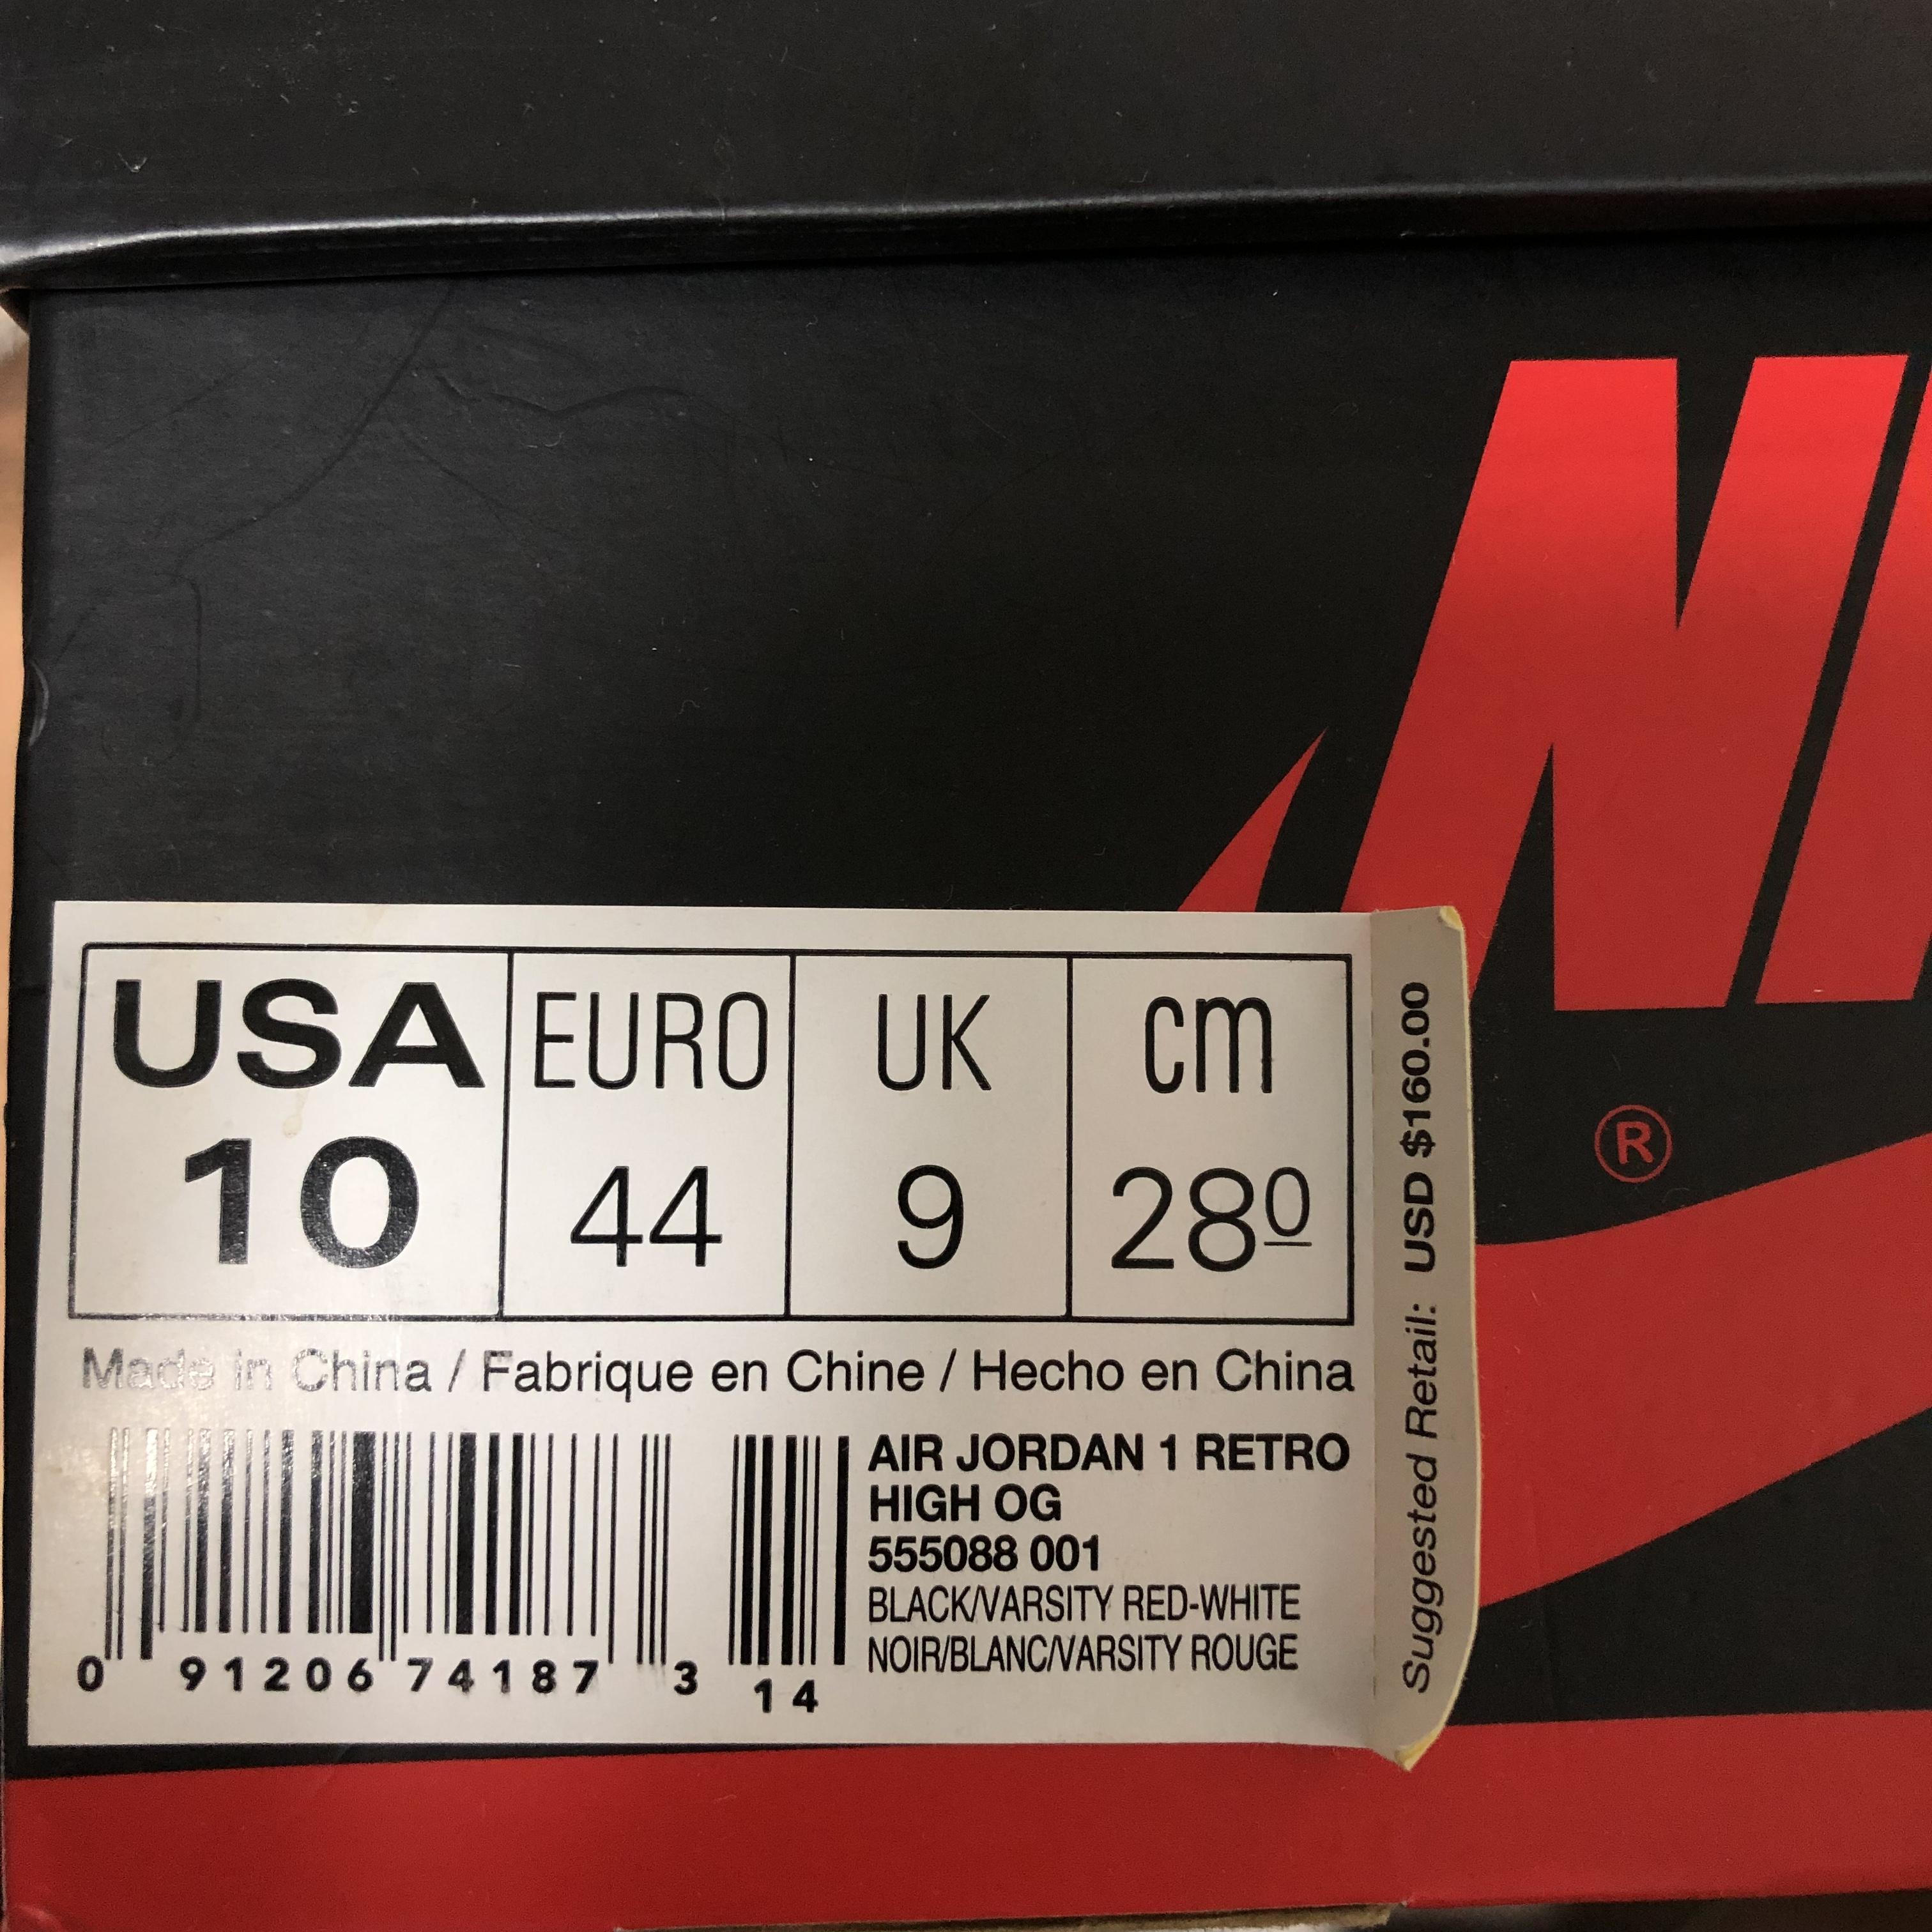 NI
®
USA EURO UK cm
10 44 9 28 0
Made in China / Fabrique en Chine / Hecho en China
AIR JORDAN 1 RETRO
HIGH OG
555088 001
BLACK/VARSITY RED-WHITE
NOIR/BLANC/VARSITY ROUGE
0 91206 74187 3 14
Suggested Retail: USD $160.00